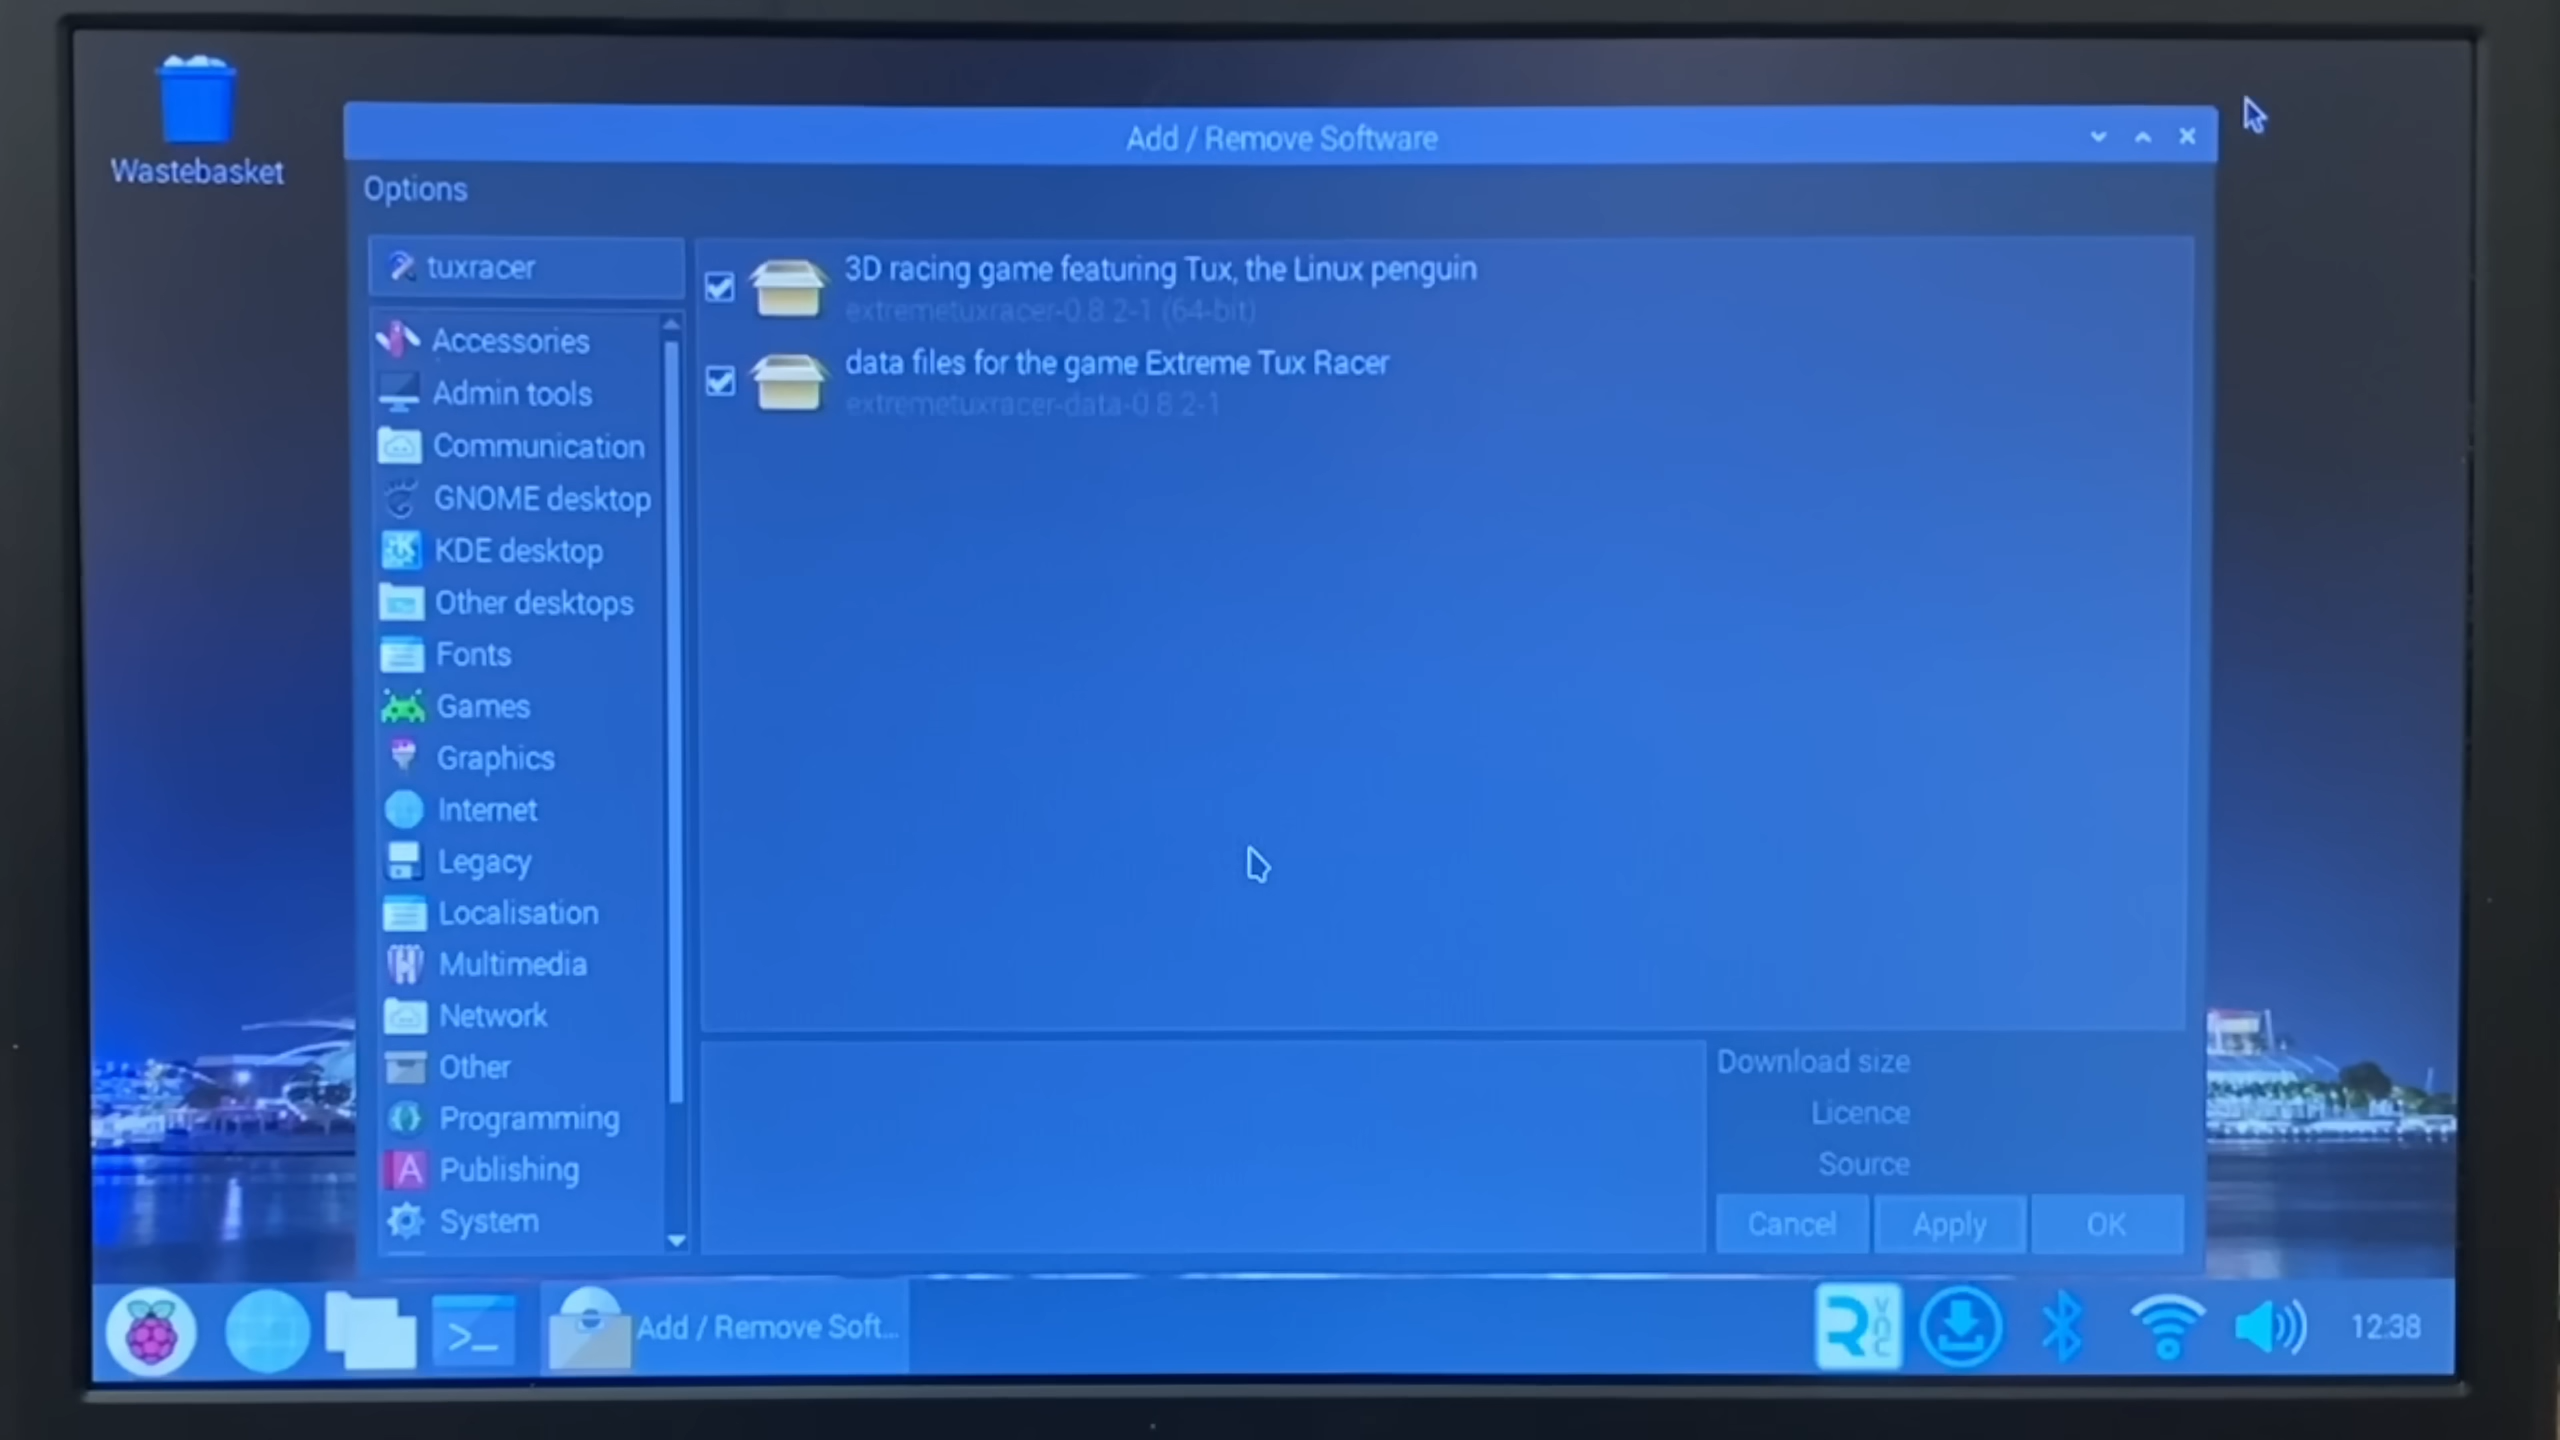 Wastebasket
Add / Remove Software
Options
tuxracer
3D racing game featuring Tux, the Linux penguin
extremetuxracer-0.8.2-1 (64-bit)
data files for the game Extreme Tux Racer
extremetuxracer-data-0.8.2-1
Accessories
Admin tools
Communication
GNOME desktop
KDE desktop
Other desktops
Fonts
Games
Graphics
Internet
Legacy
Localisation
Multimedia
Network
Other
Programming
Publishing
System
Download size
Licence
Source
Cancel
Apply
OK
Add / Remove Soft...
VNC
12:38